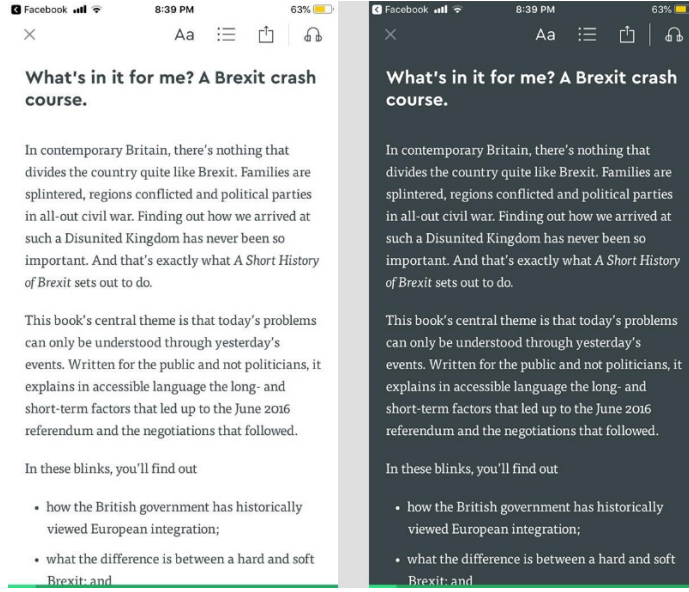 Facebook 8:39 PM 63%
Aa
What's in it for me? A Brexit crash
course.
In contemporary Britain, there's nothing that
divides the country quite like Brexit. Families are
splintered, regions conflicted and political parties
in all-out civil war. Finding out how we arrived at
such a Disunited Kingdom has never been so
important. And that's exactly what A Short History
of Brexit sets out to do.
This book's central theme is that today's problems
can only be understood through yesterday's
events. Written for the public and not politicians, it
explains in accessible language the long- and
short-term factors that led up to the June 2016
referendum and the negotiations that followed.
In these blinks, you'll find out
• how the British government has historically
viewed European integration;
• what the difference is between a hard and soft
Brexit; and
Facebook 8:39 PM 63%
Aa
What's in it for me? A Brexit crash
course.
In contemporary Britain, there's nothing that
divides the country quite like Brexit. Families are
splintered, regions conflicted and political parties
in all-out civil war. Finding out how we arrived at
such a Disunited Kingdom has never been so
important. And that's exactly what A Short History
of Brexit sets out to do.
This book's central theme is that today's problems
can only be understood through yesterday's
events. Written for the public and not politicians, it
explains in accessible language the long- and
short-term factors that led up to the June 2016
referendum and the negotiations that followed.
In these blinks, you'll find out
• how the British government has historically
viewed European integration;
• what the difference is between a hard and soft
Brexit; and